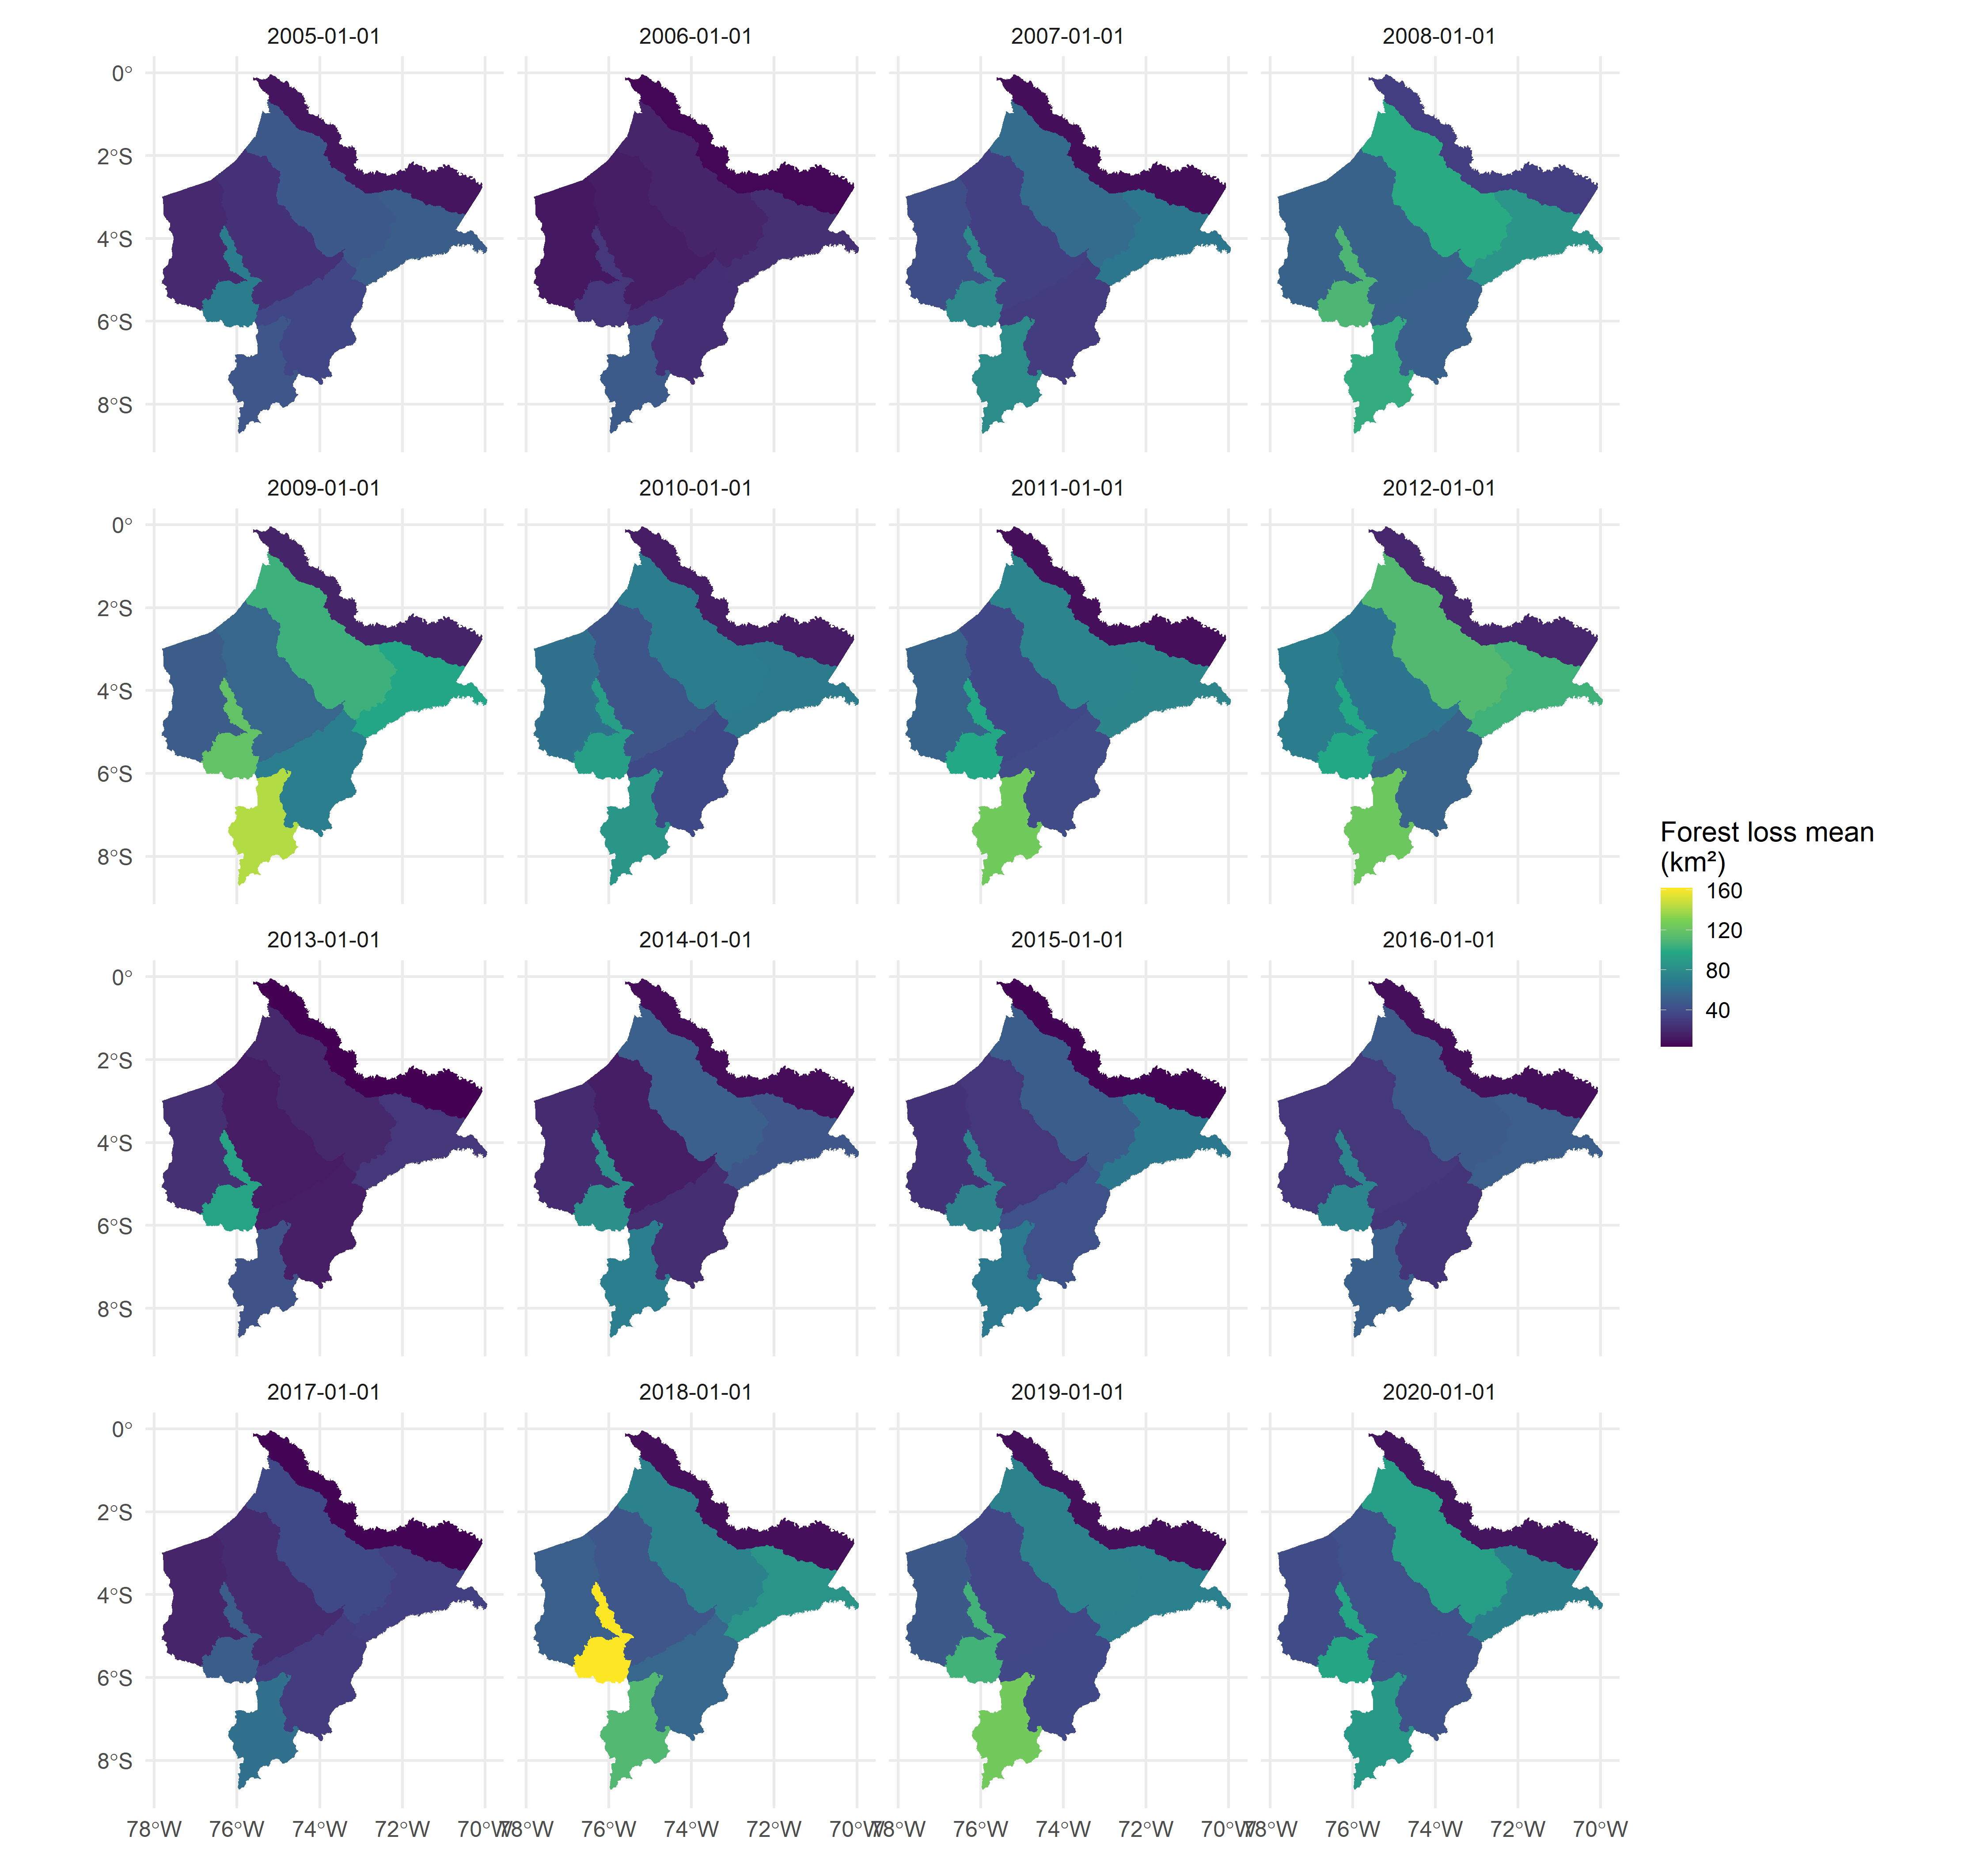 2005-01-01 2006-01-01 2007-01-01 2008-01-01
0°
2°S
4°S
6°S
8°S
2009-01-01 2010-01-01 2011-01-01 2012-01-01
0°
2°S
4°S
6°S
8°S
2013-01-01 2014-01-01 2015-01-01 2016-01-01
0°
2°S
4°S
6°S
8°S
2017-01-01 2018-01-01 2019-01-01 2020-01-01
0°
2°S
4°S
6°S
8°S
78°W 76°W 74°W 72°W 70°W 78°W 76°W 74°W 72°W 70°W 78°W 76°W 74°W 72°W 70°W 78°W 76°W 74°W 72°W 70°W
Forest loss mean
(km²)
160
120
80
40